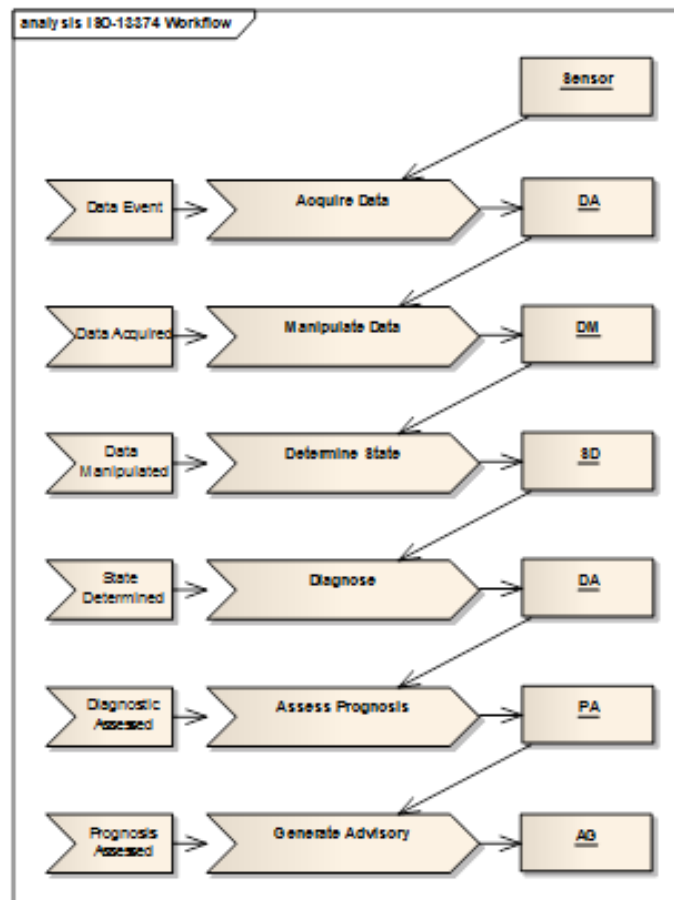 analysis ISO-13374 Workflow
Sensor
Data Event
Acquire Data
DA
Data Acquired
Manipulate Data
DM
Data
Manipulated
Determine State
SD
State
Determined
Diagnose
DA
Diagnostic
Assessed
Assess Prognosis
PA
Prognosis
Assessed
Generate Advisory
AG